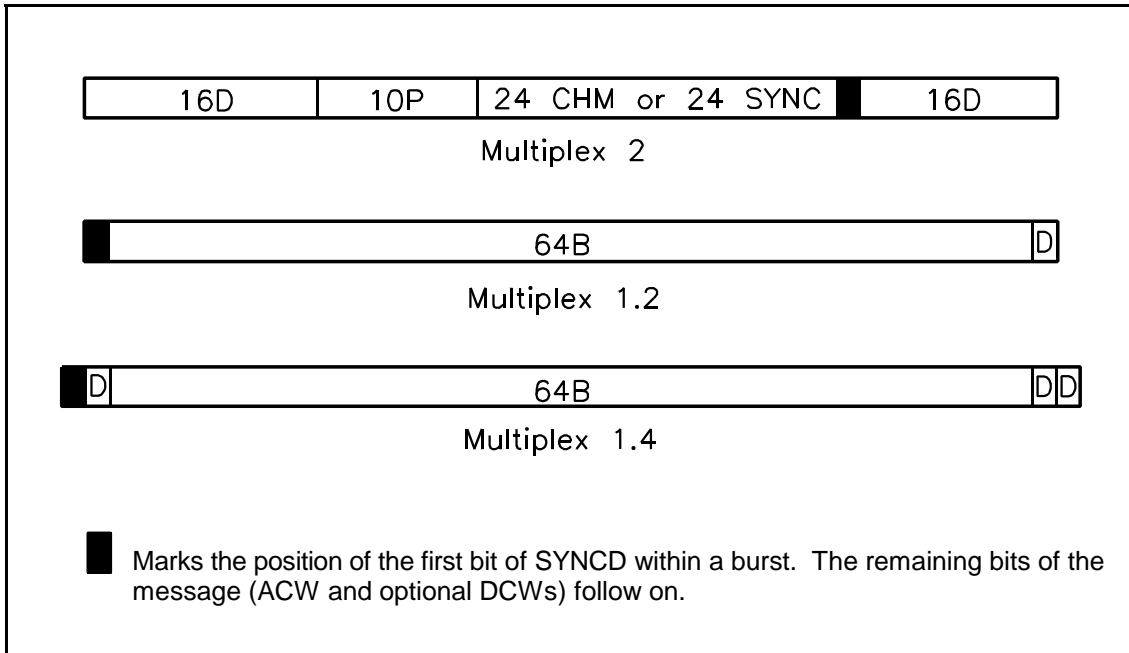 16D 10P 24 CHM or 24 SYNC 16D
Multiplex 2
64B D
Multiplex 1.2
D 64B D D
Multiplex 1.4
Marks the position of the first bit of SYNCD within a burst. The remaining bits of the
message (ACW and optional DCWs) follow on.